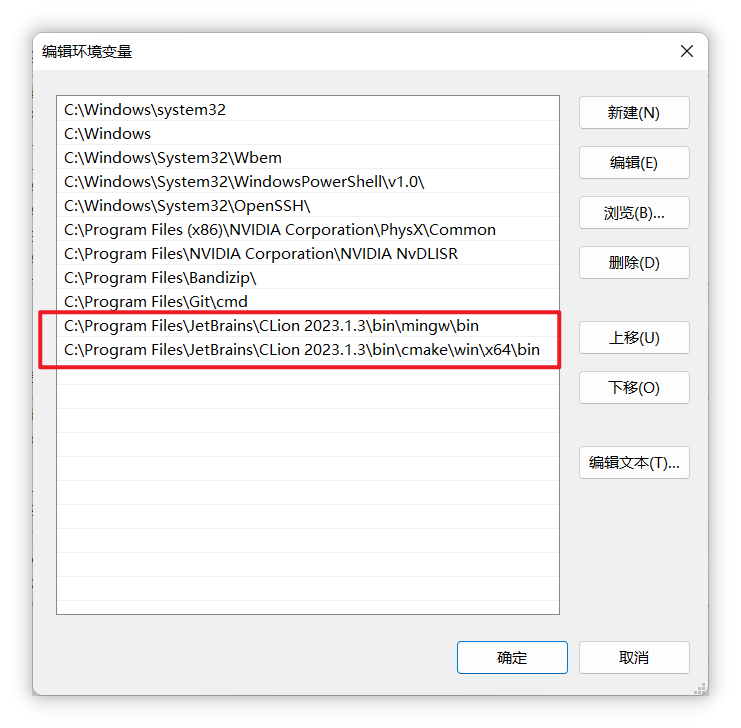 编辑环境变量
C:\Windows\system32
C:\Windows
C:\Windows\System32\Wbem
C:\Windows\System32\WindowsPowerShell\v1.0\
C:\Windows\System32\OpenSSH\
C:\Program Files (x86)\NVIDIA Corporation\PhysX\Common
C:\Program Files\NVIDIA Corporation\NVIDIA NvDLISR
C:\Program Files\Bandizip\
C:\Program Files\Git\cmd
C:\Program Files\JetBrains\CLion 2023.1.3\bin\mingw\bin
C:\Program Files\JetBrains\CLion 2023.1.3\bin\cmake\win\x64\bin
新建(N)
编辑(E)
浏览(B)...
删除(D)
上移(U)
下移(O)
编辑文本(T)...
确定
取消